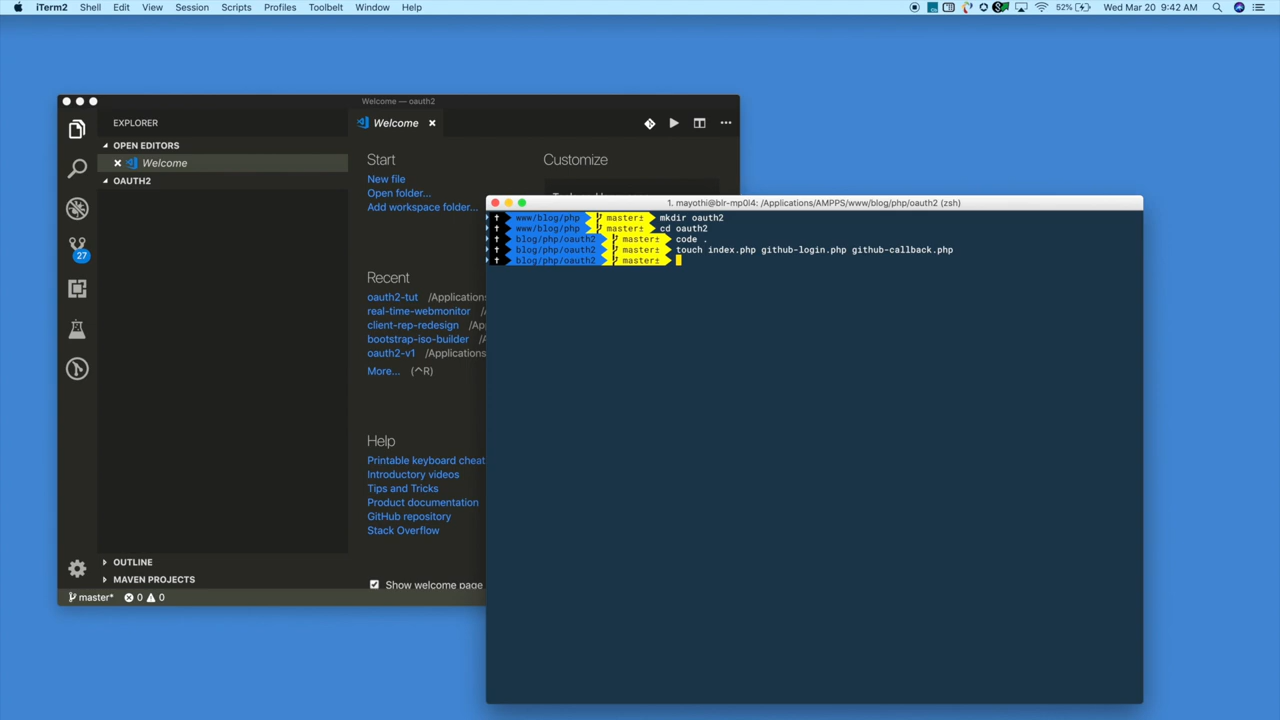 iTerm2 Shell Edit View Session Scripts Profiles Toolbelt Window Help 52% Wed Mar 20 9:42 AM
Welcome — oauth2
EXPLORER
OPEN EDITORS
Welcome
OAUTH2
27
OUTLINE
MAVEN PROJECTS
master* 0 0
Welcome
Start
New file
Open folder...
Add workspace folder...
Customize
Recent
oauth2-tut /Applications
real-time-webmonitor /
client-rep-redesign /Ap
bootstrap-iso-builder /A
oauth2-v1 /Applications
More... (^R)
Help
Printable keyboard cheat
Introductory videos
Tips and Tricks
Product documentation
GitHub repository
Stack Overflow
Show welcome page
1. mayothi@blr-mp0l4: /Applications/AMPPS/www/blog/php/oauth2 (zsh)
www/blog/php master± mkdir oauth2
www/blog/php master± cd oauth2
blog/php/oauth2 master± code .
blog/php/oauth2 master± touch index.php github-login.php github-callback.php
blog/php/oauth2 master±